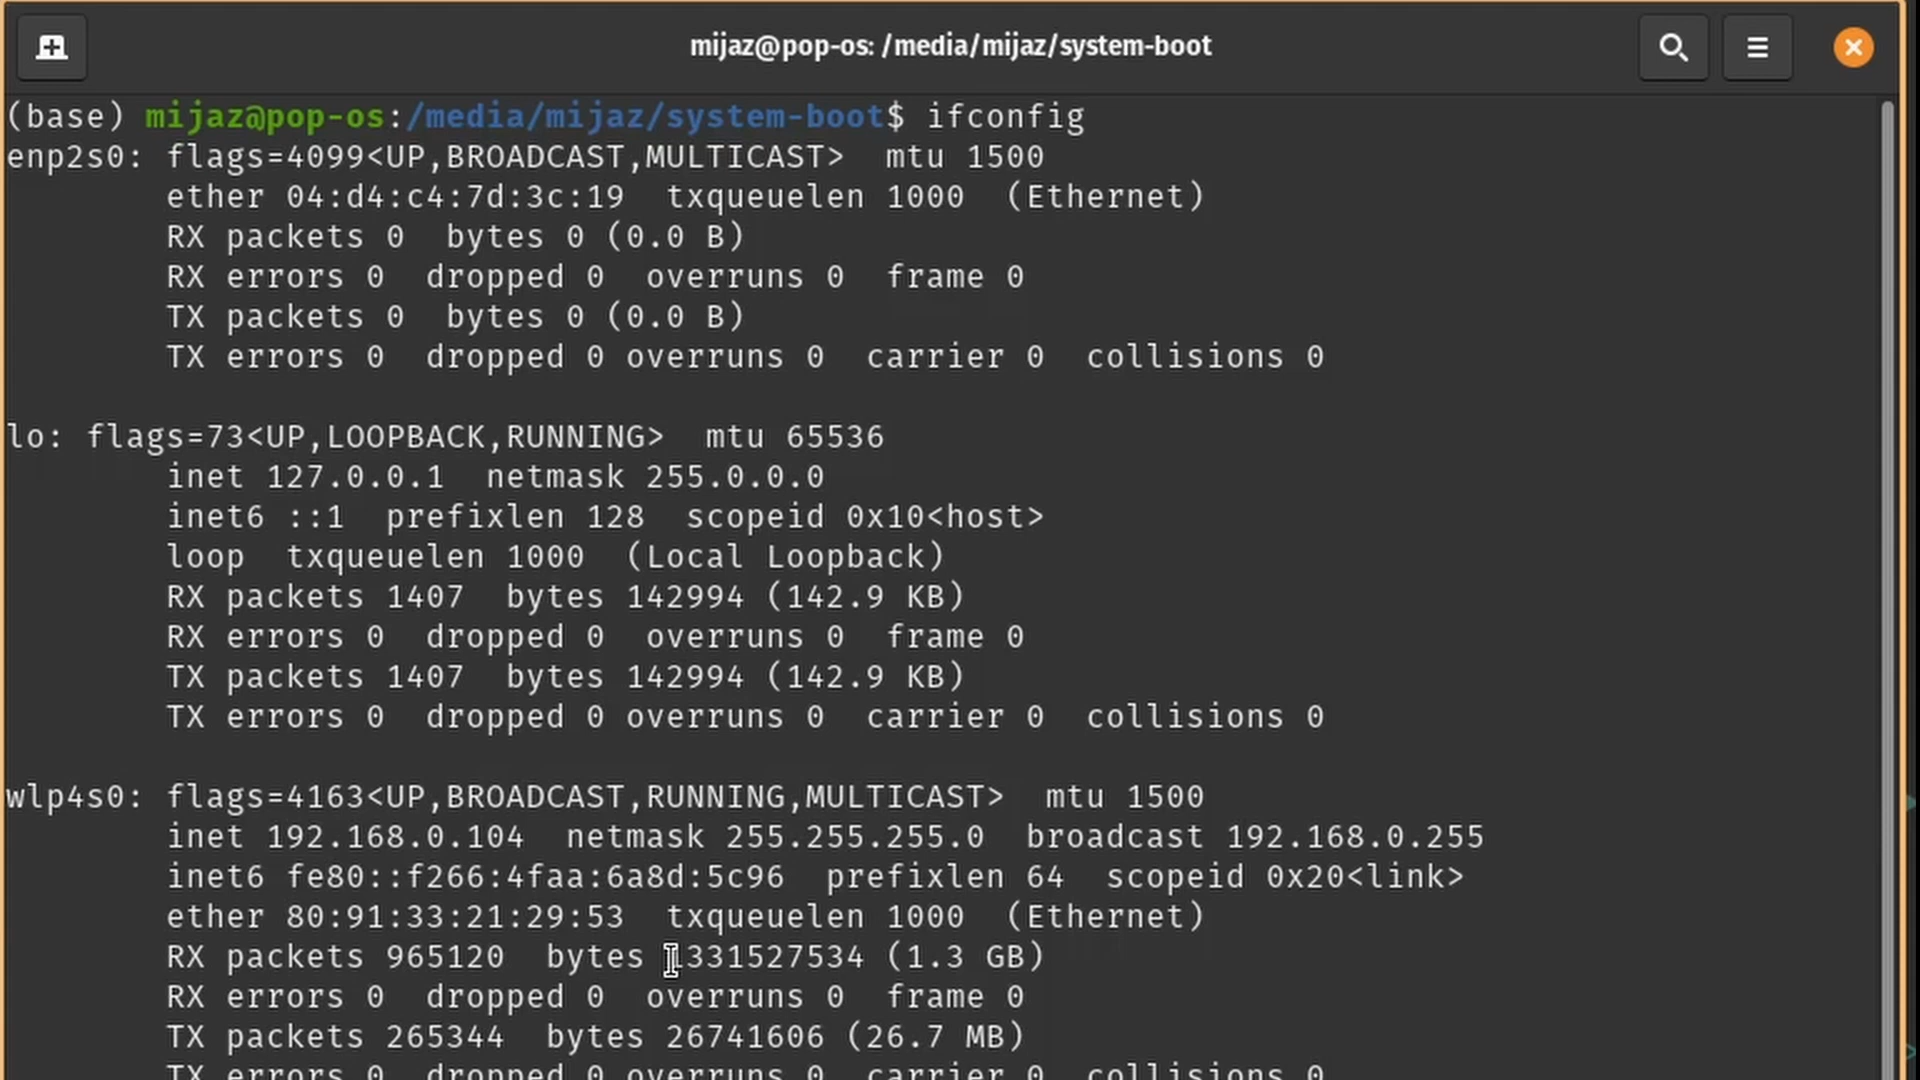 mijaz@pop-os: /media/mijaz/system-boot
(base) mijaz@pop-os:/media/mijaz/system-boot$ ifconfig
enp2s0: flags=4099<UP,BROADCAST,MULTICAST>  mtu 1500
        ether 04:d4:c4:7d:3c:19  txqueuelen 1000  (Ethernet)
        RX packets 0  bytes 0 (0.0 B)
        RX errors 0  dropped 0  overruns 0  frame 0
        TX packets 0  bytes 0 (0.0 B)
        TX errors 0  dropped 0 overruns 0  carrier 0  collisions 0

lo: flags=73<UP,LOOPBACK,RUNNING>  mtu 65536
        inet 127.0.0.1  netmask 255.0.0.0
        inet6 ::1  prefixlen 128  scopeid 0x10<host>
        loop  txqueuelen 1000  (Local Loopback)
        RX packets 1407  bytes 142994 (142.9 KB)
        RX errors 0  dropped 0  overruns 0  frame 0
        TX packets 1407  bytes 142994 (142.9 KB)
        TX errors 0  dropped 0 overruns 0  carrier 0  collisions 0

wlp4s0: flags=4163<UP,BROADCAST,RUNNING,MULTICAST>  mtu 1500
        inet 192.168.0.104  netmask 255.255.255.0  broadcast 192.168.0.255
        inet6 fe80::f266:4faa:6a8d:5c96  prefixlen 64  scopeid 0x20<link>
        ether 80:91:33:21:29:53  txqueuelen 1000  (Ethernet)
        RX packets 965120  bytes 1331527534 (1.3 GB)
        RX errors 0  dropped 0  overruns 0  frame 0
        TX packets 265344  bytes 26741606 (26.7 MB)
        TX errors 0  dropped 0 overruns 0  carrier 0  collisions 0